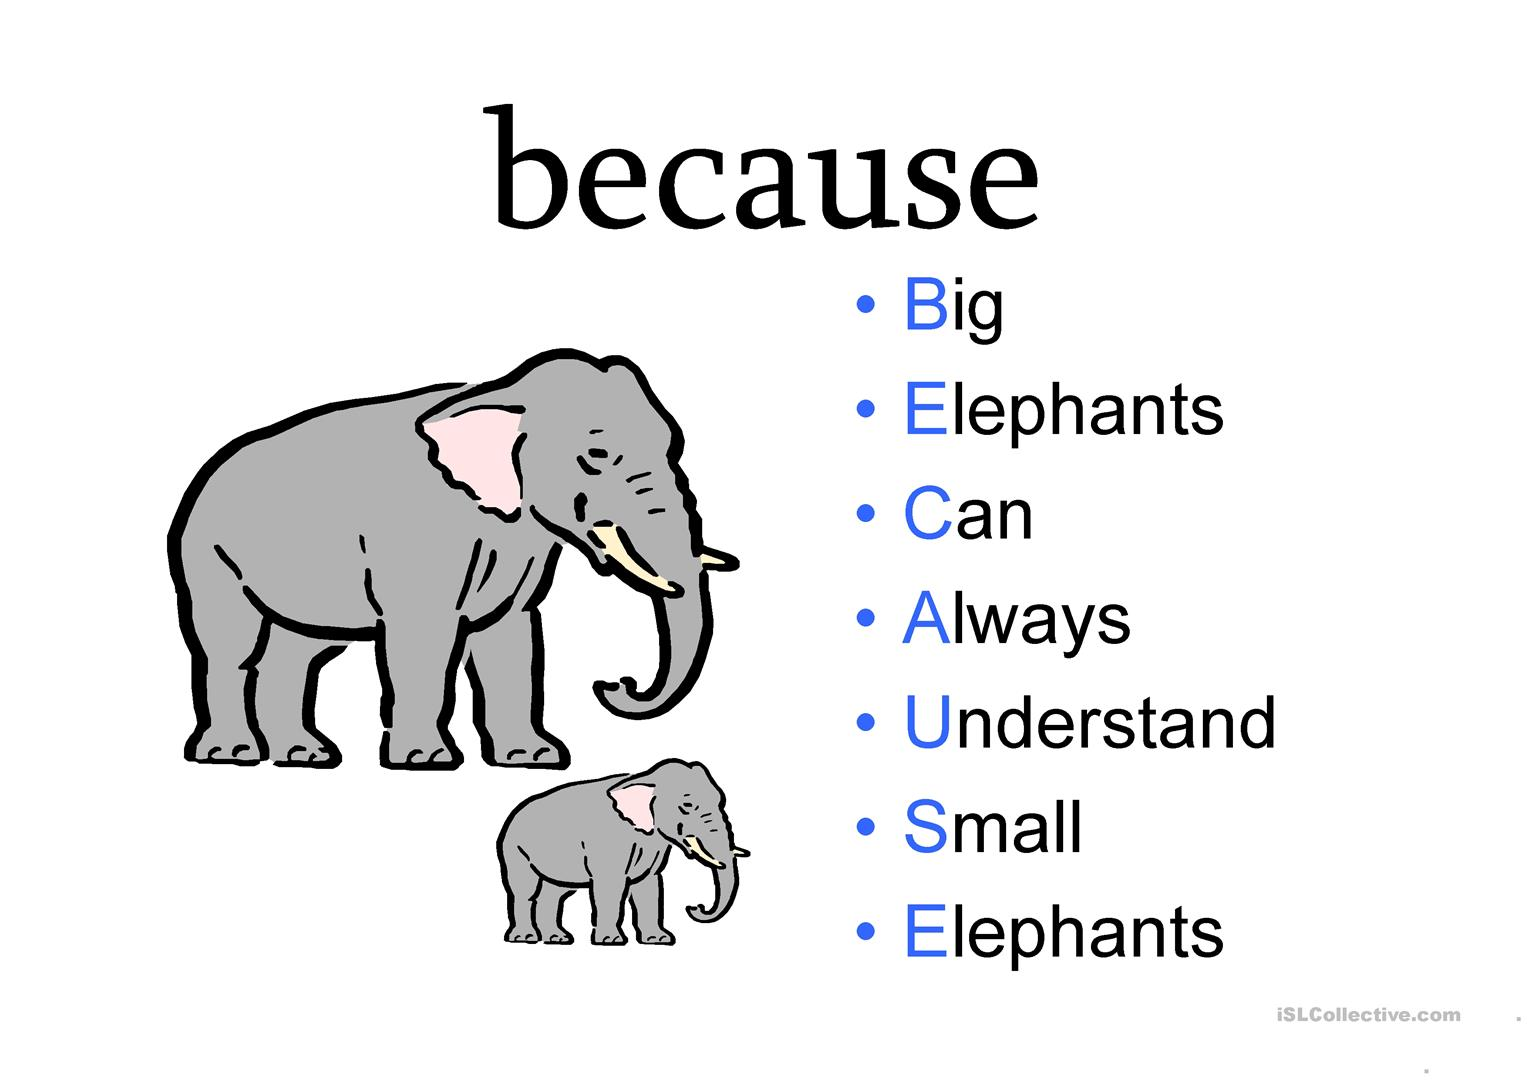 because
• Big
• Elephants
• Can
• Always
• Understand
• Small
• Elephants
iSLCollective.com